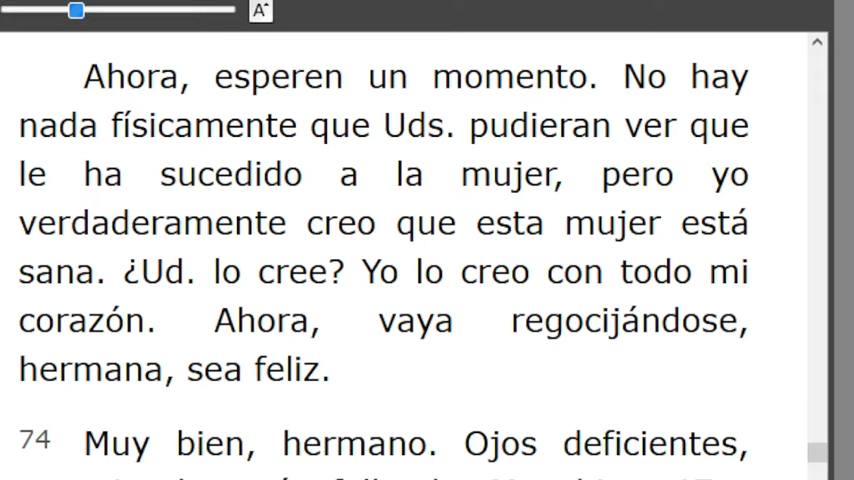 A
Ahora, esperen un momento. No hay
nada físicamente que Uds. pudieran ver que
le ha sucedido a la mujer, pero yo
verdaderamente creo que esta mujer está
sana. ¿Ud. lo cree? Yo lo creo con todo mi
corazón. Ahora, vaya regocijándose,
hermana, sea feliz.
74 Muy bien, hermano. Ojos deficientes,